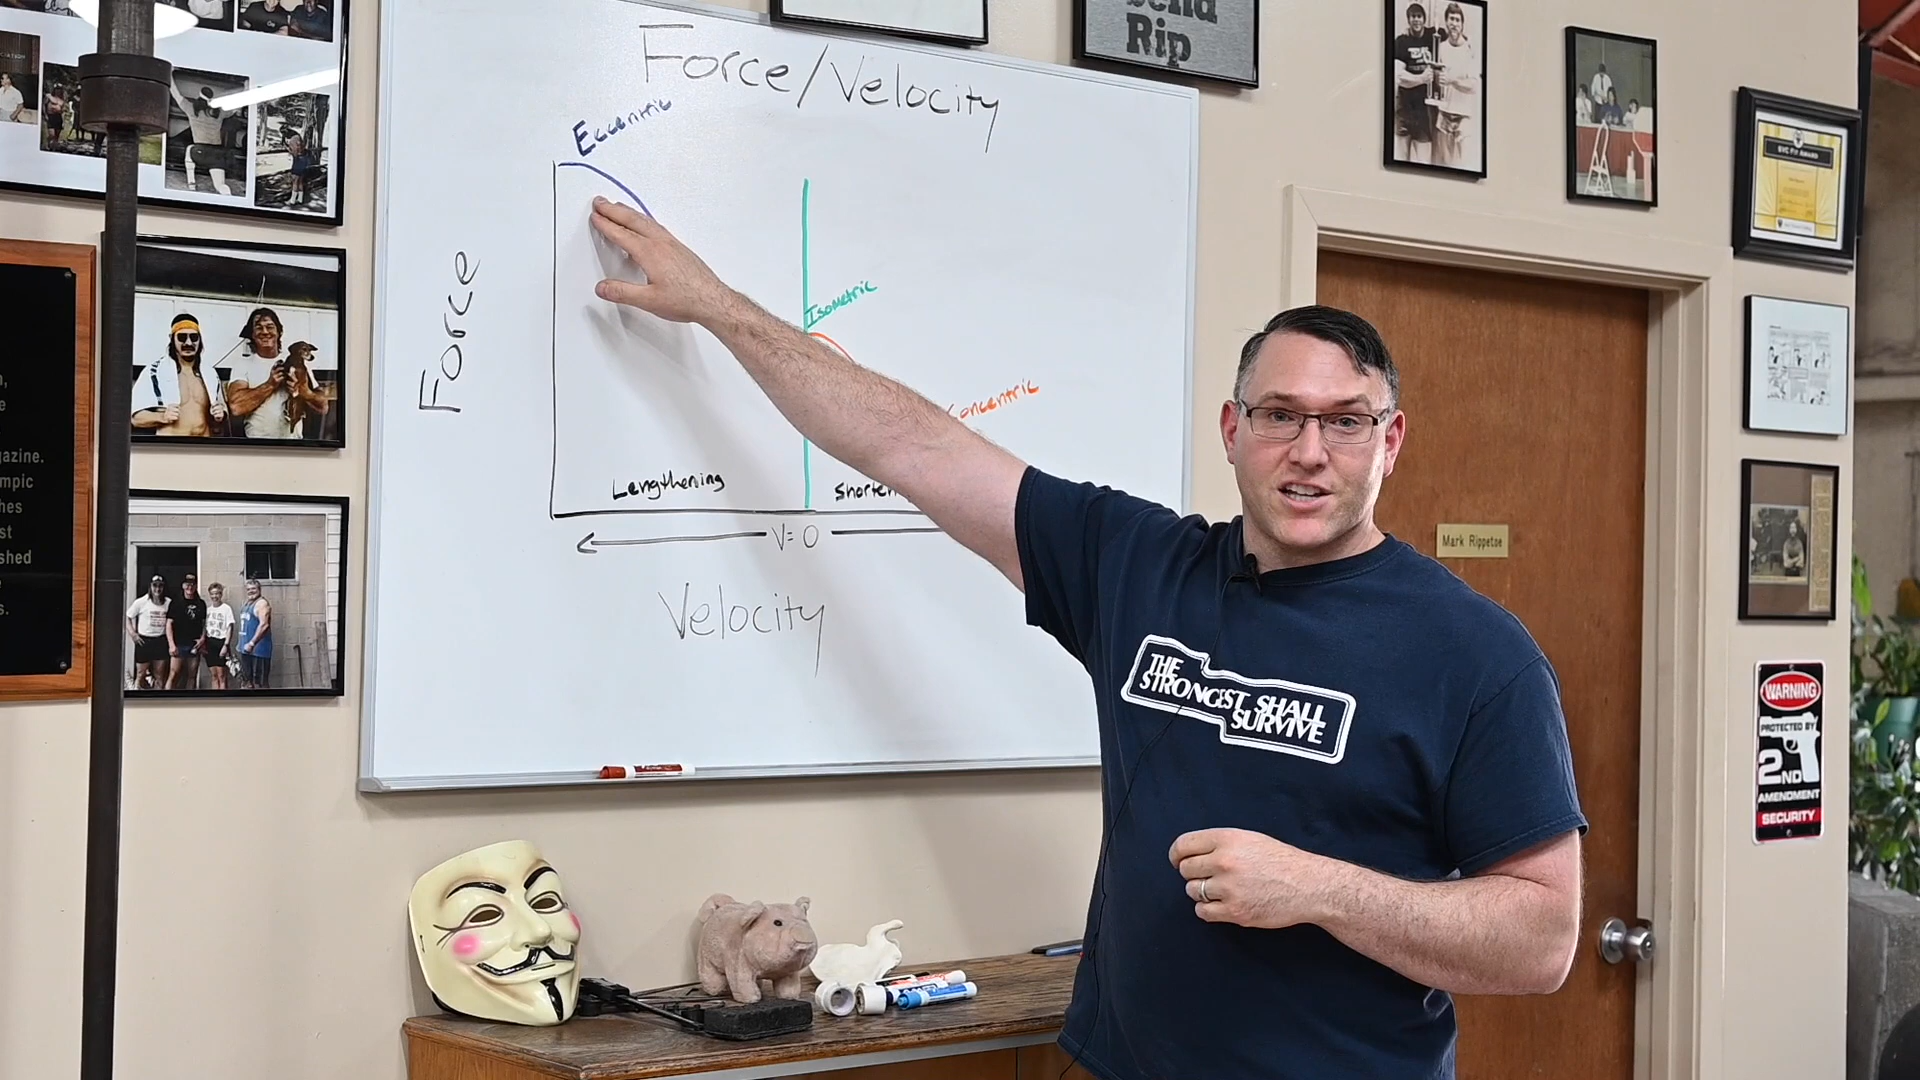 Rip
Force/Velocity
Eccentric
Force
Isometric
Concentric
Lengthening
Shorten
V=0
Velocity
azine.
mpic
hes
st
shed
e
s.
Mark Rippetoe
THE
STRONGEST SHALL
SURVIVE
WARNING
PROTECTED BY
2ND
AMENDMENT
SECURITY